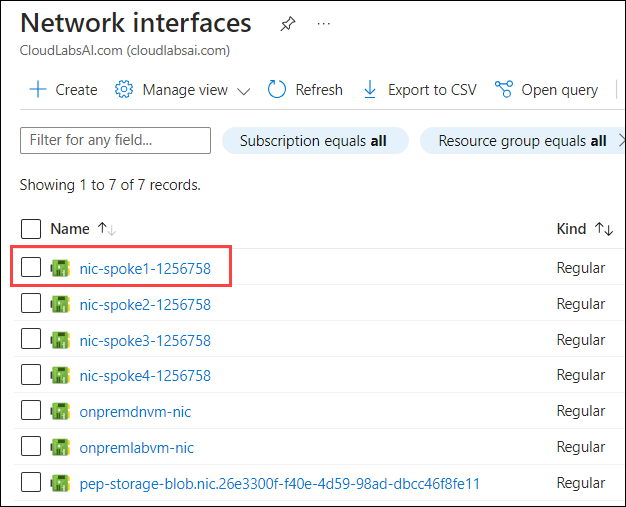 Network interfaces
CloudLabsAI.com (cloudlabsai.com)
Create Manage view Refresh Export to CSV Open query
Filter for any field... Subscription equals all Resource group equals all
Showing 1 to 7 of 7 records.
Name Kind
nic-spoke1-1256758 Regular
nic-spoke2-1256758 Regular
nic-spoke3-1256758 Regular
nic-spoke4-1256758 Regular
onpremdnvm-nic Regular
onpremlabvm-nic Regular
pep-storage-blob.nic.26e3300f-f40e-4d59-98ad-dbcc46f8fe11 Regular